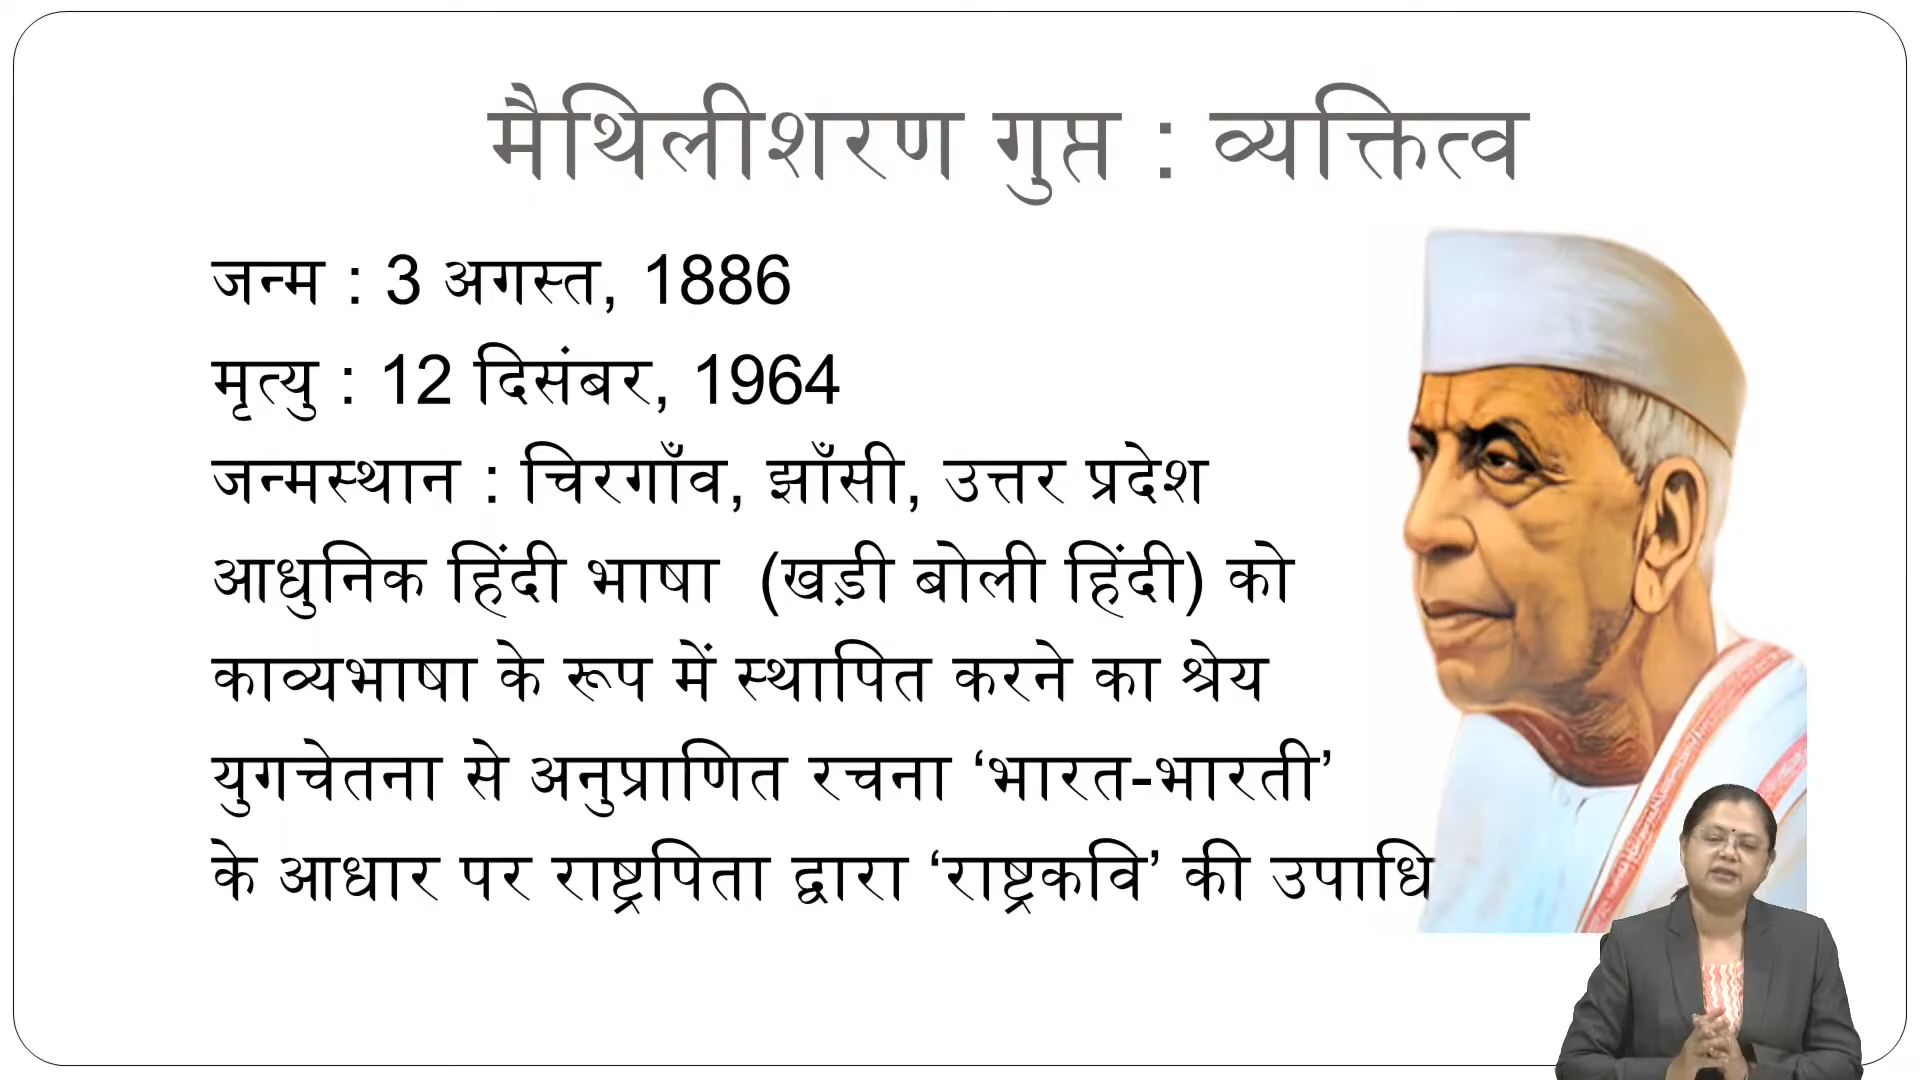 मैथिलीशरण गुप्त : व्यक्तित्व
जन्म : 3 अगस्त, 1886
मृत्यु : 12 दिसंबर, 1964
जन्मस्थान : चिरगाँव, झाँसी, उत्तर प्रदेश
आधुनिक हिंदी भाषा (खड़ी बोली हिंदी) को
काव्यभाषा के रूप में स्थापित करने का श्रेय
युगचेतना से अनुप्राणित रचना ‘भारत-भारती’
के आधार पर राष्ट्रपिता द्वारा ‘राष्ट्रकवि’ की उपाधि